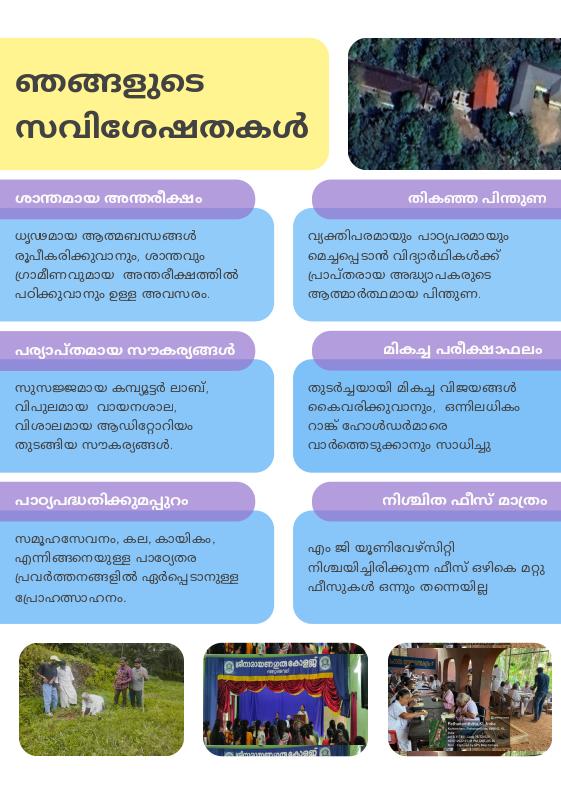 ഞങ്ങളുടെ
സവിശേഷതകൾ
ശാന്തമായ അന്തരീക്ഷം
ധൃഢമായ ആത്മബന്ധങ്ങൾ
രൂപീകരിക്കുവാനും, ശാന്തവും
ഗ്രാമീണവുമായ അന്തരീക്ഷത്തിൽ
പഠിക്കുവാനും ഉള്ള അവസരം.
തികഞ്ഞ പിന്തുണ
വ്യക്തിപരമായും പാഠ്യപരമായും
മെച്ചപ്പെടാൻ വിദ്യാർഥികൾക്ക്
പ്രാപ്തരായ അദ്ധ്യാപകരുടെ
ആത്മാർത്ഥമായ പിന്തുണ.
പര്യാപ്തമായ സൗകര്യങ്ങൾ
സുസജ്ജമായ കമ്പ്യൂട്ടർ ലാബ്,
വിപുലമായ വായനശാല,
വിശാലമായ ആഡിറ്റോറിയം
തുടങ്ങിയ സൗകര്യങ്ങൾ.
മികച്ച പരീക്ഷാഫലം
തുടർച്ചയായി മികച്ച വിജയങ്ങൾ
കൈവരിക്കുവാനും, ഒന്നിലധികം
റാങ്ക് ഹോൾഡർമാരെ
വാർത്തെടുക്കാനും സാധിച്ചു
പാഠ്യപദ്ധതിക്കുമപ്പുറം
സമൂഹസേവനം, കല, കായികം,
എന്നിങ്ങനെയുള്ള പാഠ്യേതര
പ്രവർത്തനങ്ങളിൽ ഏർപ്പെടാനുള്ള
പ്രോഹത്സാഹനം.
നിശ്ചിത ഫീസ് മാത്രം
എം ജി യൂണിവേഴ്സിറ്റി
നിശ്ചയിച്ചിരിക്കുന്ന ഫീസ് ഒഴികെ മറ്റു
ഫീസുകൾ ഒന്നും തന്നെയില്ല
ശ്രീനാരായണഗുരു കോളജ്